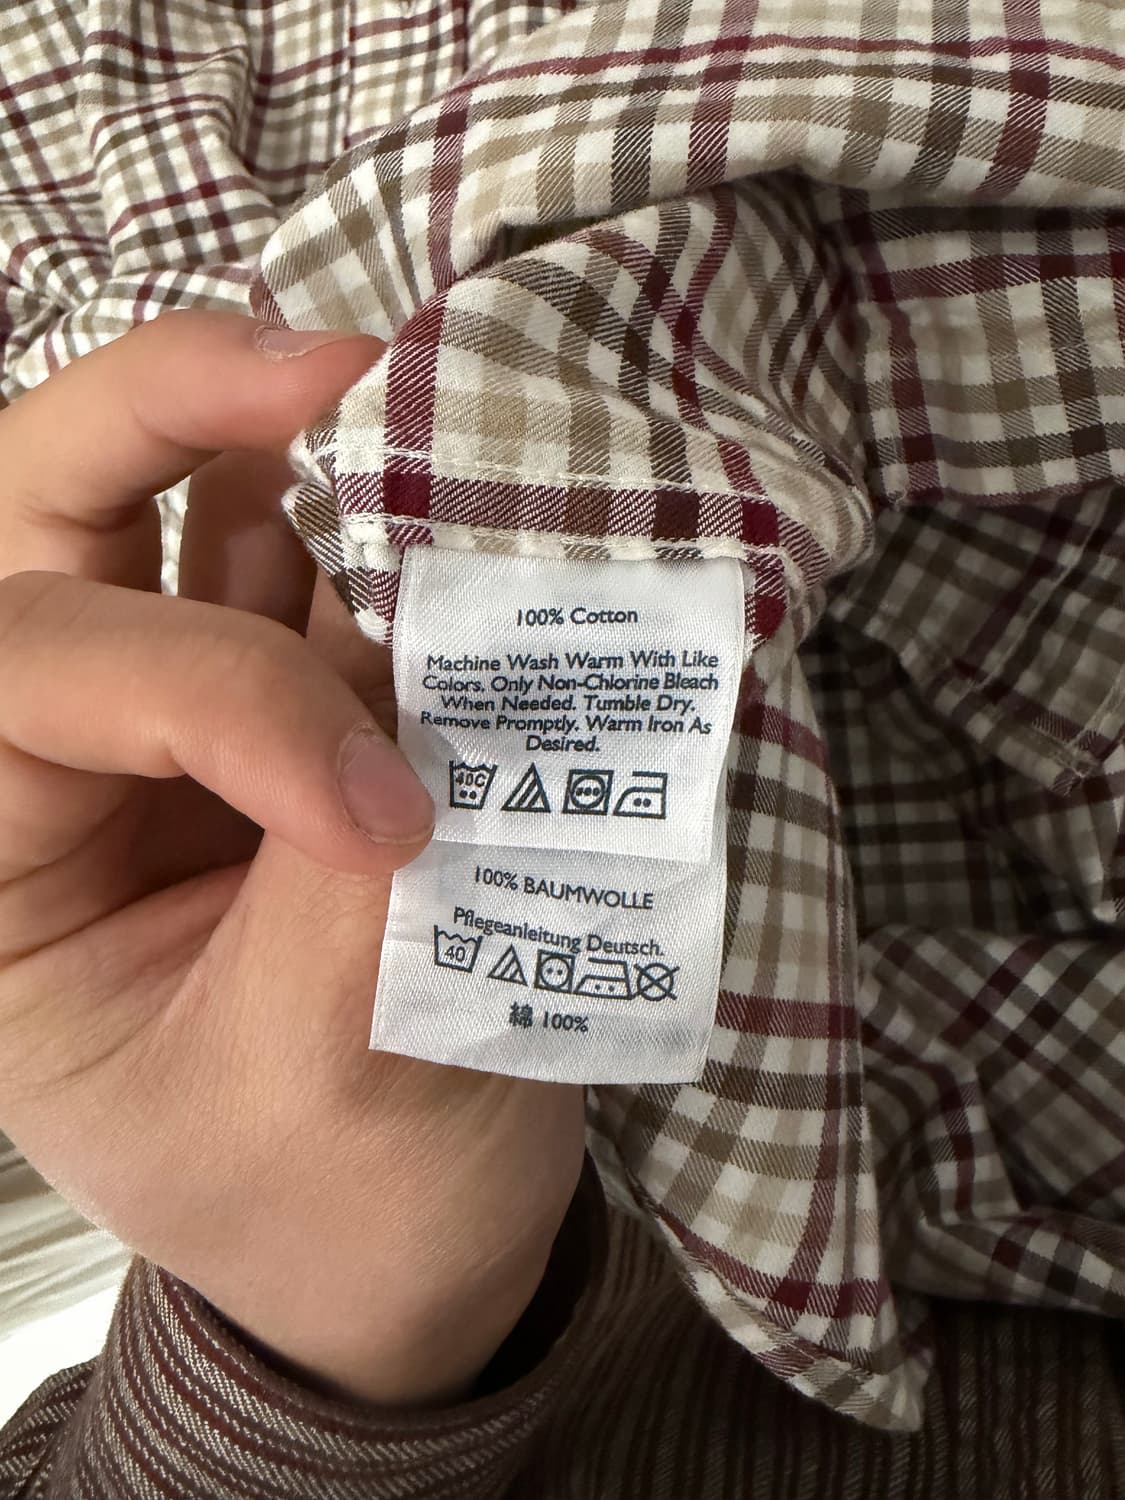 100% Cotton
Machine Wash Warm With Like
Colors. Only Non-Chlorine Bleach
When Needed. Tumble Dry.
Remove Promptly. Warm Iron As
Desired.
40C
100% BAUMWOLLE
Pflegeanleitung Deutsch.
40
綿 100%